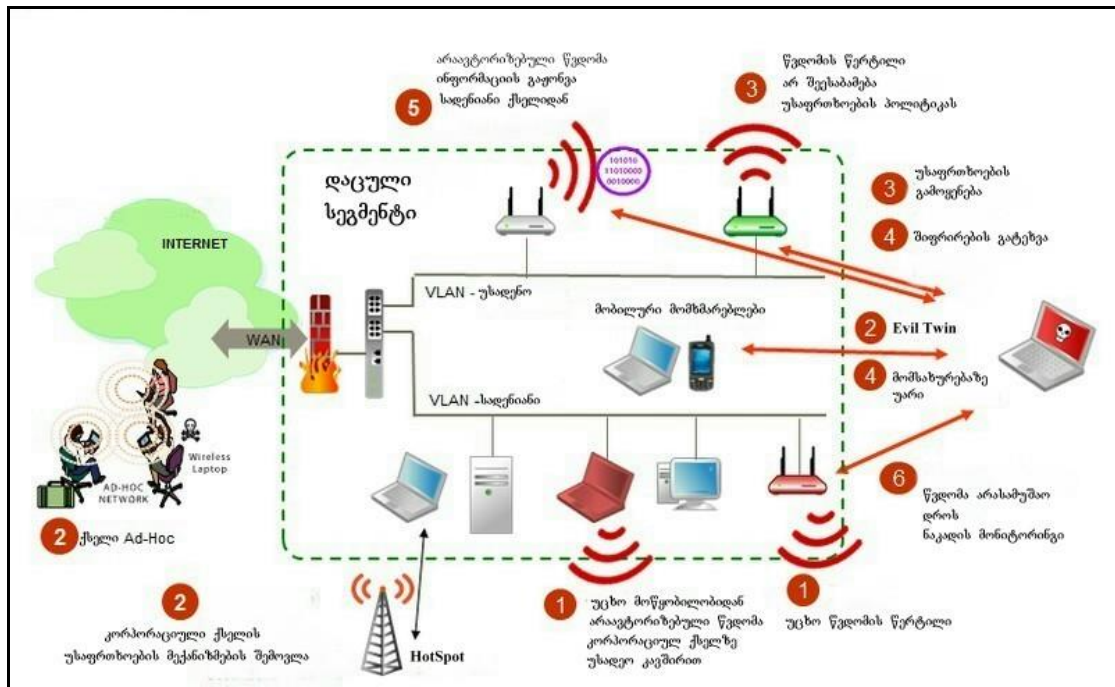 არაავტორიზებული წვდომა
ინფორმაციის გაჟონვა
სადენიანი ქსელიდან
5
3
წვდომის წერტილი
არ შეესაბამება
უსაფრთხოების პოლიტიკას
101010
11010000
0010000
დაცული
სეგმენტი
3
უსაფრთხოების
გამოყენება
4
შიფრირების გატეხვა
INTERNET
WAN
VLAN - უსადენო
მობილური მომხმარებლები
2
Evil Twin
4
მომსახურებაზე
უარი
VLAN -სადენიანი
Wireless
Laptop
AD-HOC
NETWORK
2
ქსელი Ad-Hoc
6
წვდომა არასამუშაო
დროს
ნაკადის მონიტორინგი
2
კორპორაციული ქსელის
უსაფრთხოების მექანიზმების შემოვლა
HotSpot
1
უცხო მოწყობილობიდან
არაავტორიზებული წვდომა
კორპორაციულ ქსელზე
უსადეო კავშირით
1
უცხო წვდომის წერტილი